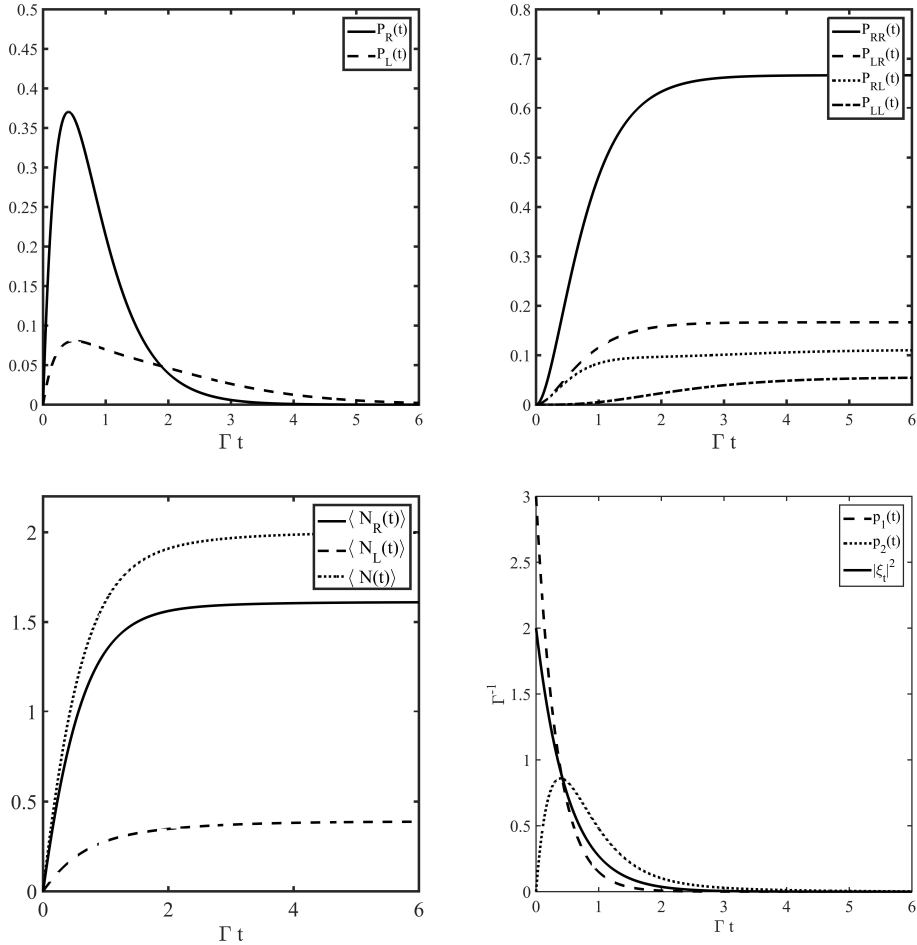 0.5
0.45
0.4
0.35
0.3
0.25
0.2
0.15
0.1
0.05
0
0 1 2 3 4 5 6
Γ t
P_R(t)
P_L(t)
0.8
0.7
0.6
0.5
0.4
0.3
0.2
0.1
0
0 1 2 3 4 5 6
Γ t
P_RR(t)
P_LR(t)
P_RL(t)
P_LL(t)
2
1.5
1
0.5
0
0 2 4 6
Γ t
⟨ N_R(t)⟩
⟨ N_L(t)⟩
⟨ N(t)⟩
3
2.5
2
1.5
1
0.5
0
Γ^-1
0 1 2 3 4 5 6
Γ t
p_1(t)
p_2(t)
|ξ_t|^2